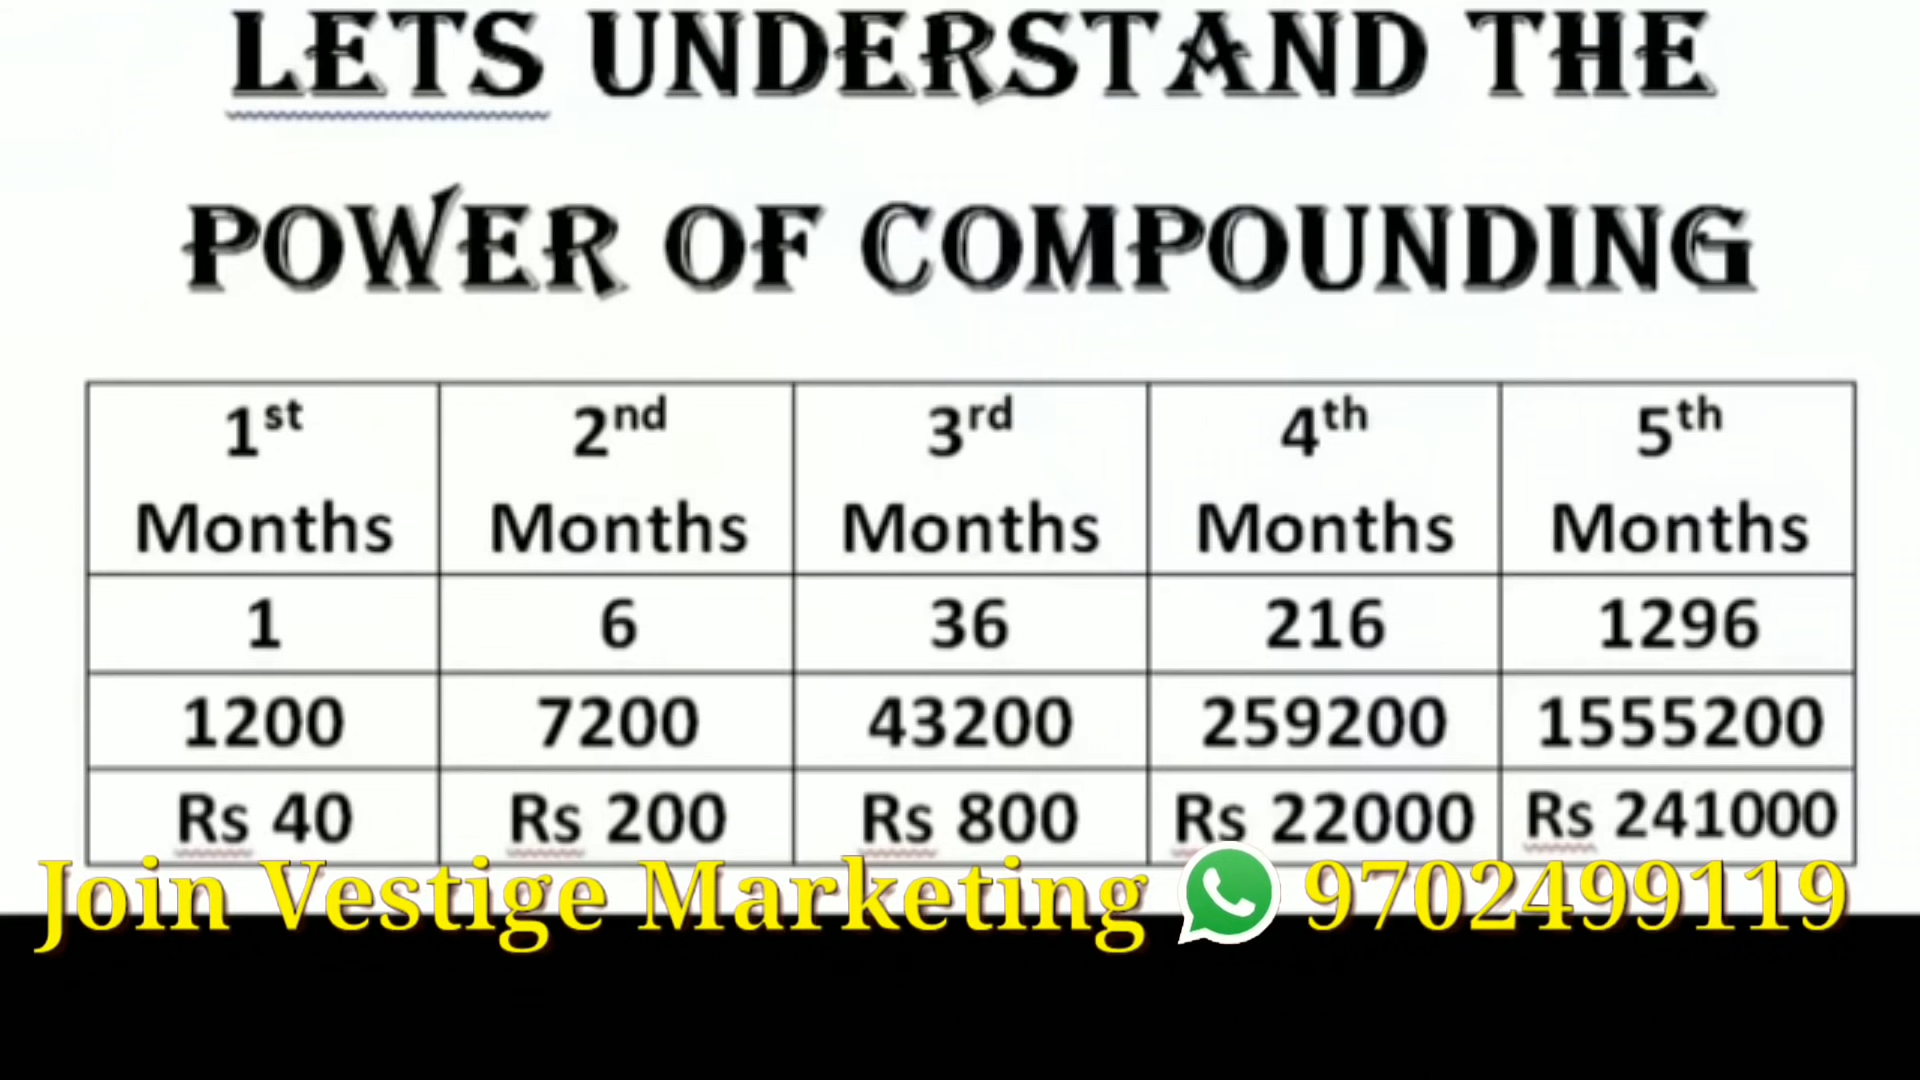 LETS UNDERSTAND THE
POWER OF COMPOUNDING
1st Months 2nd Months 3rd Months 4th Months 5th Months
1 6 36 216 1296
1200 7200 43200 259200 1555200
Rs 40 Rs 200 Rs 800 Rs 22000 Rs 241000
Join Vestige Marketing 9702499119